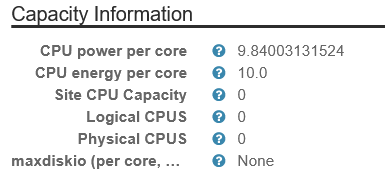 Capacity Information
CPU power per core ? 9.84003131524
CPU energy per core ? 10.0
Site CPU Capacity ? 0
Logical CPUS ? 0
Physical CPUS ? 0
maxdiskio (per core, ... ? None